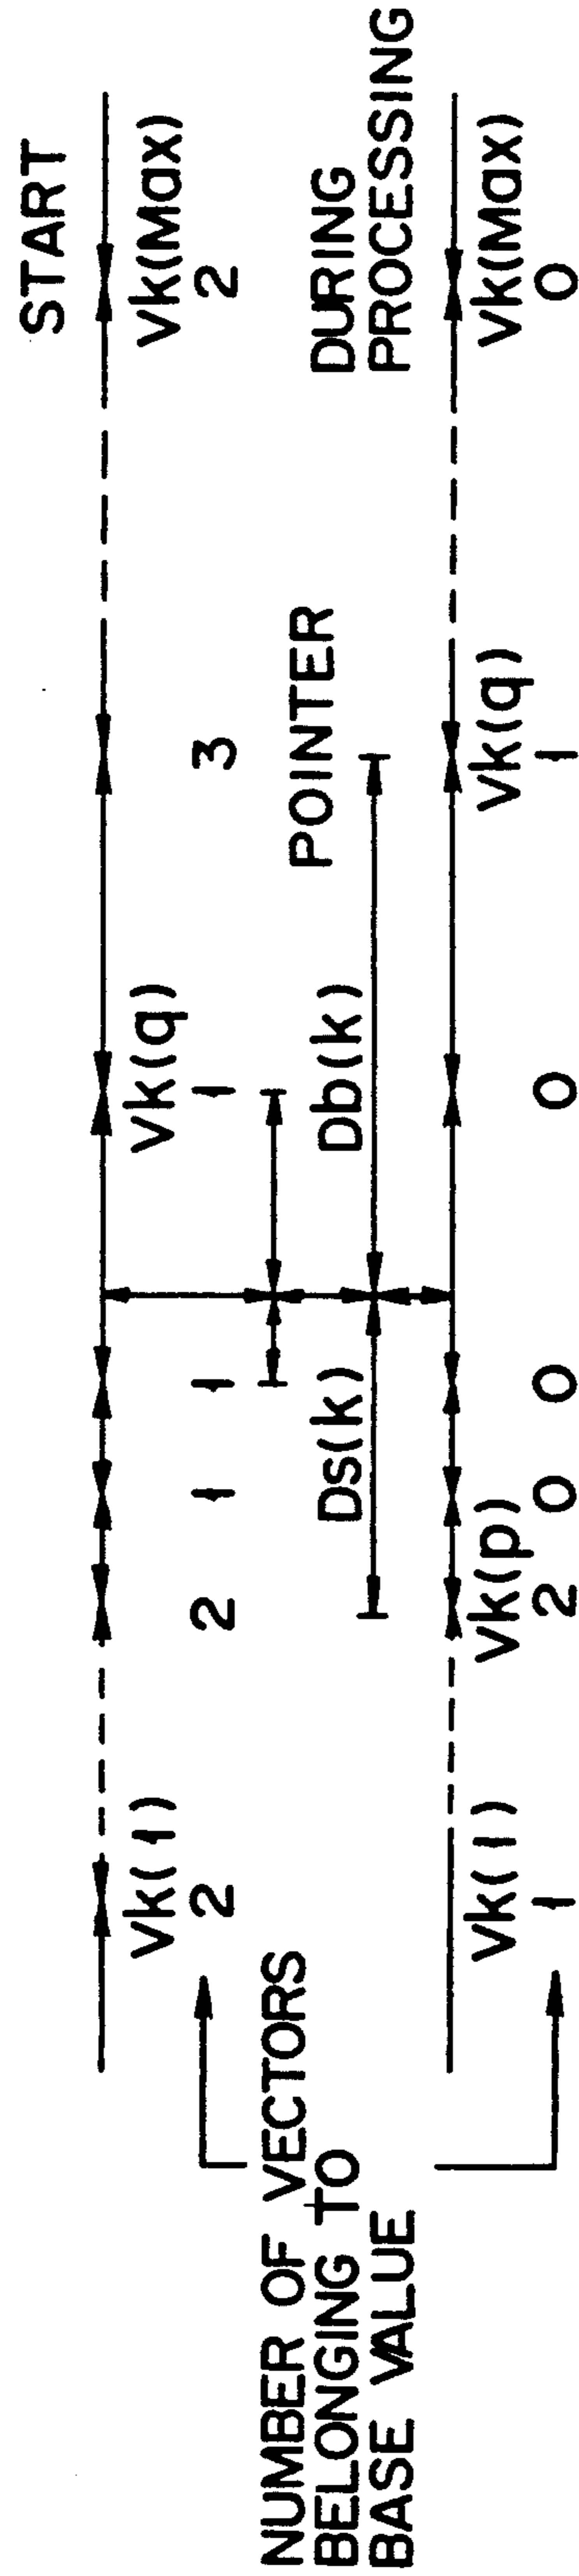 START
Vk(1)
Vk(q)
Vk(Max)
2
2
1
1
1
3
2
NUMBER OF VECTORS
BELONGING TO
BASE VALUE
POINTER
Ds(k)
Db(k)
DURING
PROCESSING
Vk(1)
Vk(p)
Vk(q)
Vk(Max)
1
2
0
0
0
1
0